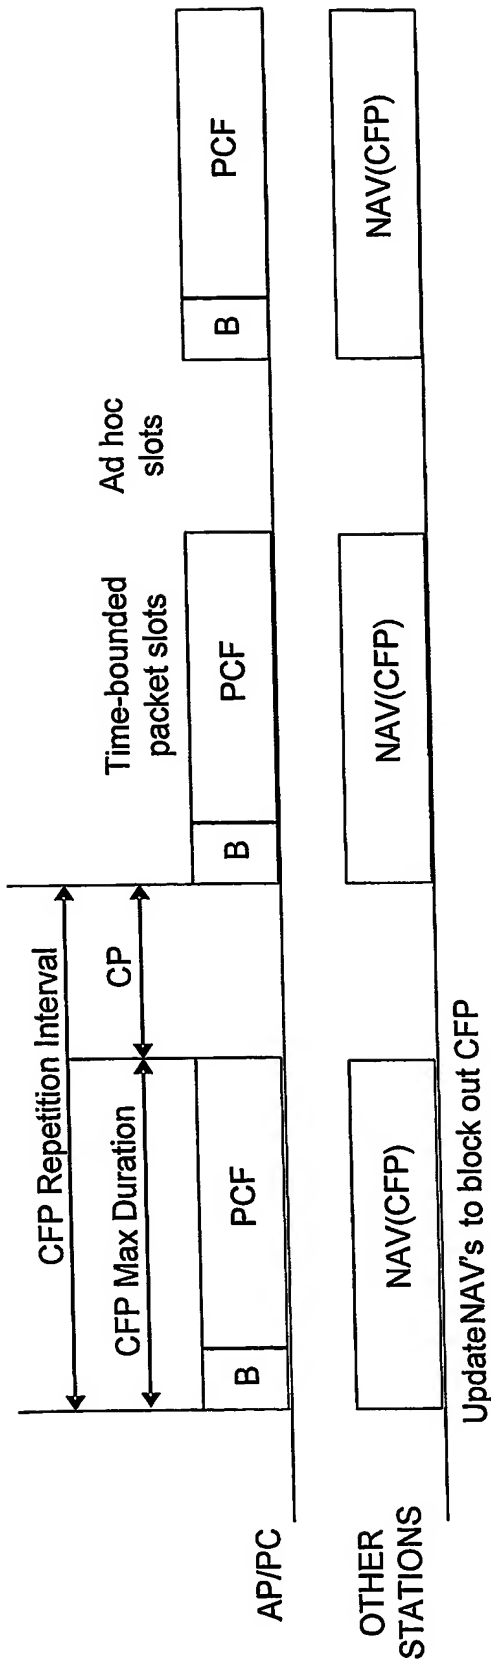 CFP Repetition Interval
CFP Max Duration
CP
Time-bounded
packet slots
Ad hoc
slots
AP/PC
B
PCF
B
PCF
B
PCF
OTHER
STATIONS
NAV(CFP)
NAV(CFP)
NAV(CFP)
UpdateNAV's to block out CFP